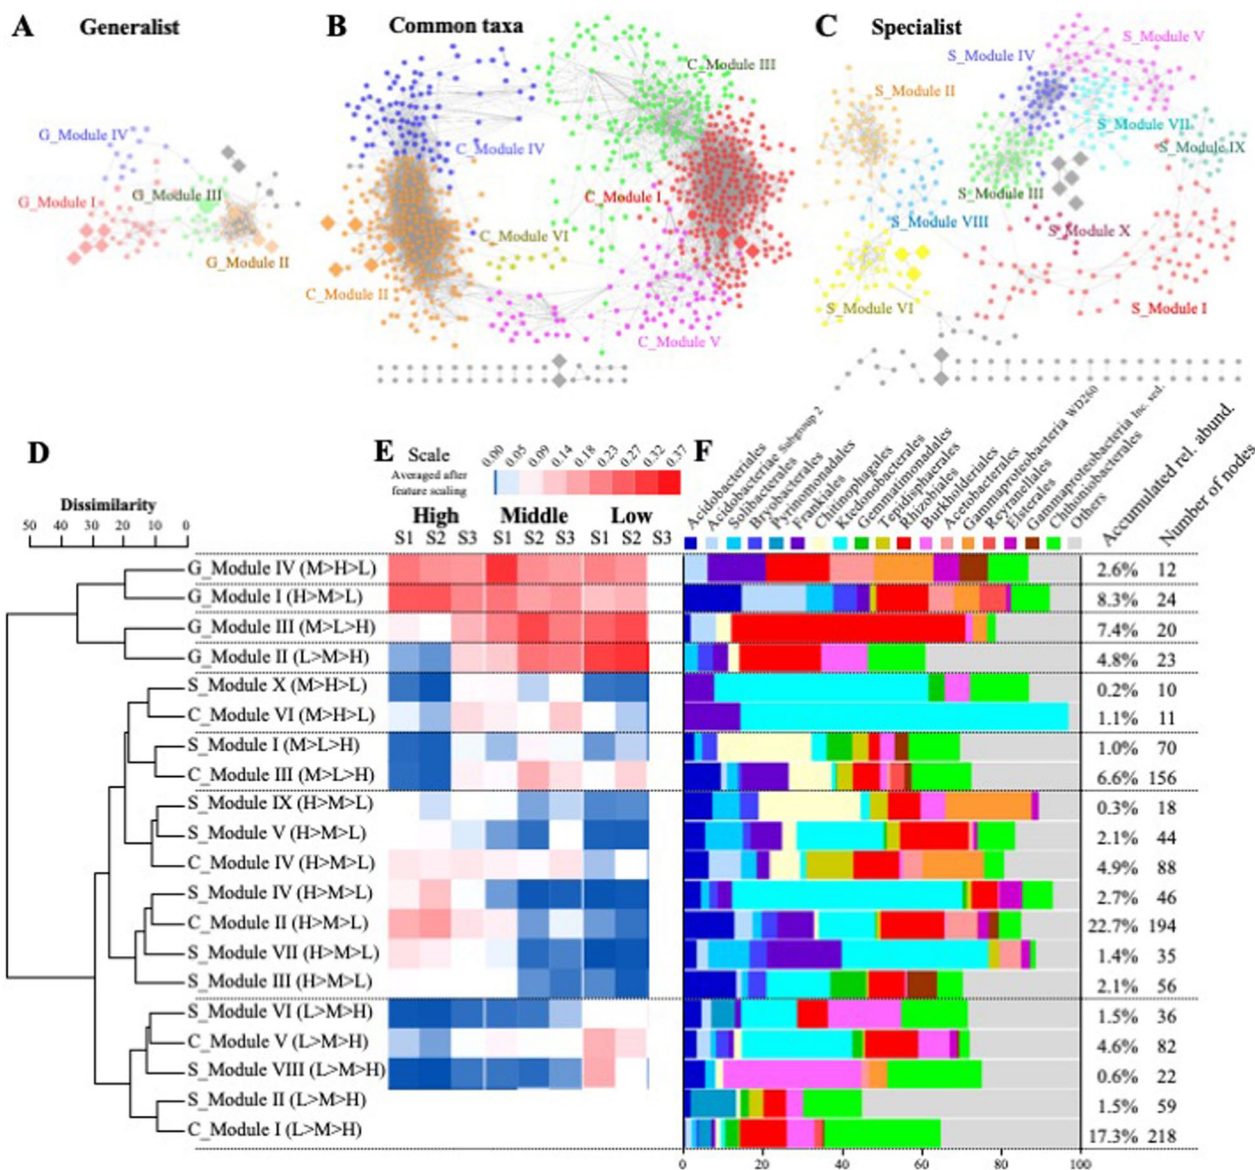 A Generalist
B Common taxa
C Specialist
G_Module IV
G_Module III
G_Module I
G_Module II
C_Module III
C_Module IV
C_Module I
C_Module VI
C_Module II
C_Module V
S_Module V
S_Module IV
S_Module II
S_Module VII
S_Module IX
S_Module III
S_Module VIII
S_Module X
S_Module VI
S_Module I
D
Dissimilarity
50 40 30 20 10 0
E
Scale
Averaged after
feature scaling
0.00 0.05 0.09 0.14 0.18 0.23 0.27 0.32 0.37
High Middle Low
S1 S2 S3 S1 S2 S3 S1 S2 S3
F
Acidobacteriales
Acidobacteriae Subgroup 2
Solibacterales
Bryobacterales
Pyrinomonadales
Frankiales
Chitinophagales
Ktedonobacterales
Gemmatimonadales
Tepidisphaerales
Rhizobiales
Burkholderiales
Acetobacterales
Gammaproteobacteria WD260
Reyranellales
Elsterales
Gammaproteobacteria Inc. sed.
Chthoniobacterales
Others
Accumulated rel. abund.
Number of nodes
G_Module IV (M>H>L) 2.6% 12
G_Module I (H>M>L) 8.3% 24
G_Module III (M>L>H) 7.4% 20
G_Module II (L>M>H) 4.8% 23
S_Module X (M>H>L) 0.2% 10
C_Module VI (M>H>L) 1.1% 11
S_Module I (M>L>H) 1.0% 70
C_Module III (M>L>H) 6.6% 156
S_Module IX (H>M>L) 0.3% 18
S_Module V (H>M>L) 2.1% 44
C_Module IV (H>M>L) 4.9% 88
S_Module IV (H>M>L) 2.7% 46
C_Module II (H>M>L) 22.7% 194
S_Module VII (H>M>L) 1.4% 35
S_Module III (H>M>L) 2.1% 56
S_Module VI (L>M>H) 1.5% 36
C_Module V (L>M>H) 4.6% 82
S_Module VIII (L>M>H) 0.6% 22
S_Module II (L>M>H) 1.5% 59
C_Module I (L>M>H) 17.3% 218
0 20 40 60 80 100